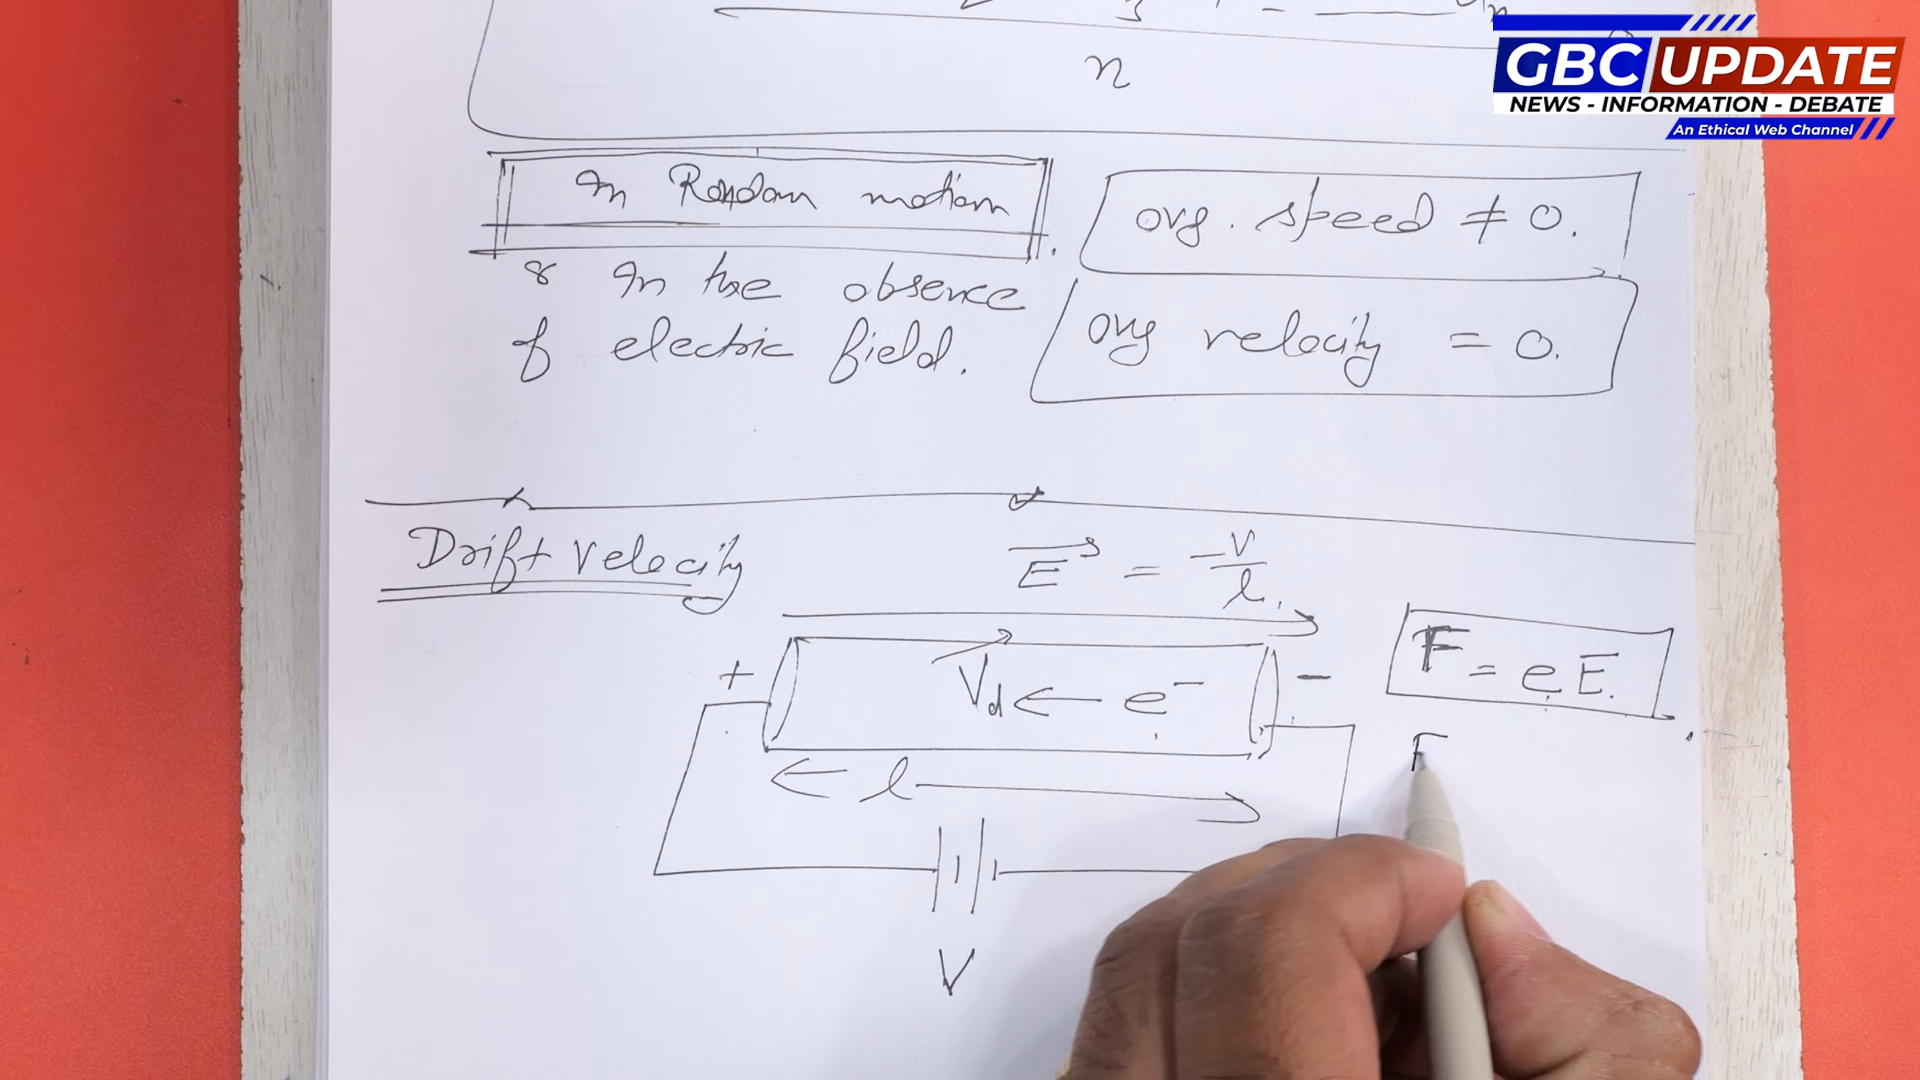 n
GBC UPDATE
NEWS - INFORMATION - DEBATE
An Ethical Web Channel
In Random motion
avg. speed ≠ 0.
& In the absence
of electric field.
avg velocity = 0.
Drift Velocity
E = -V/l
F = eE.
+ Vd ← e⁻ −
← l →
F
V